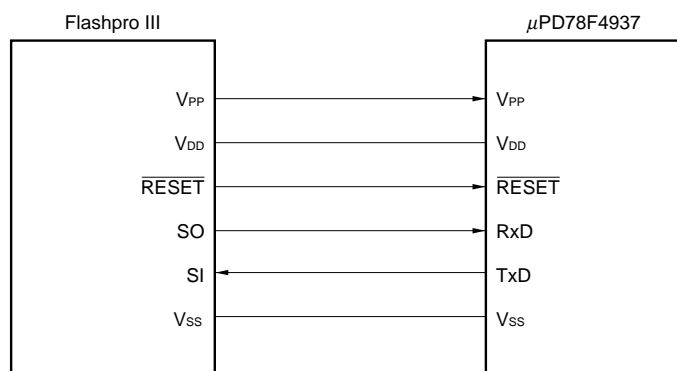 Flashpro III
μPD78F4937
VPP
VPP
VDD
VDD
RESET
RESET
SO
RxD
SI
TxD
VSS
VSS